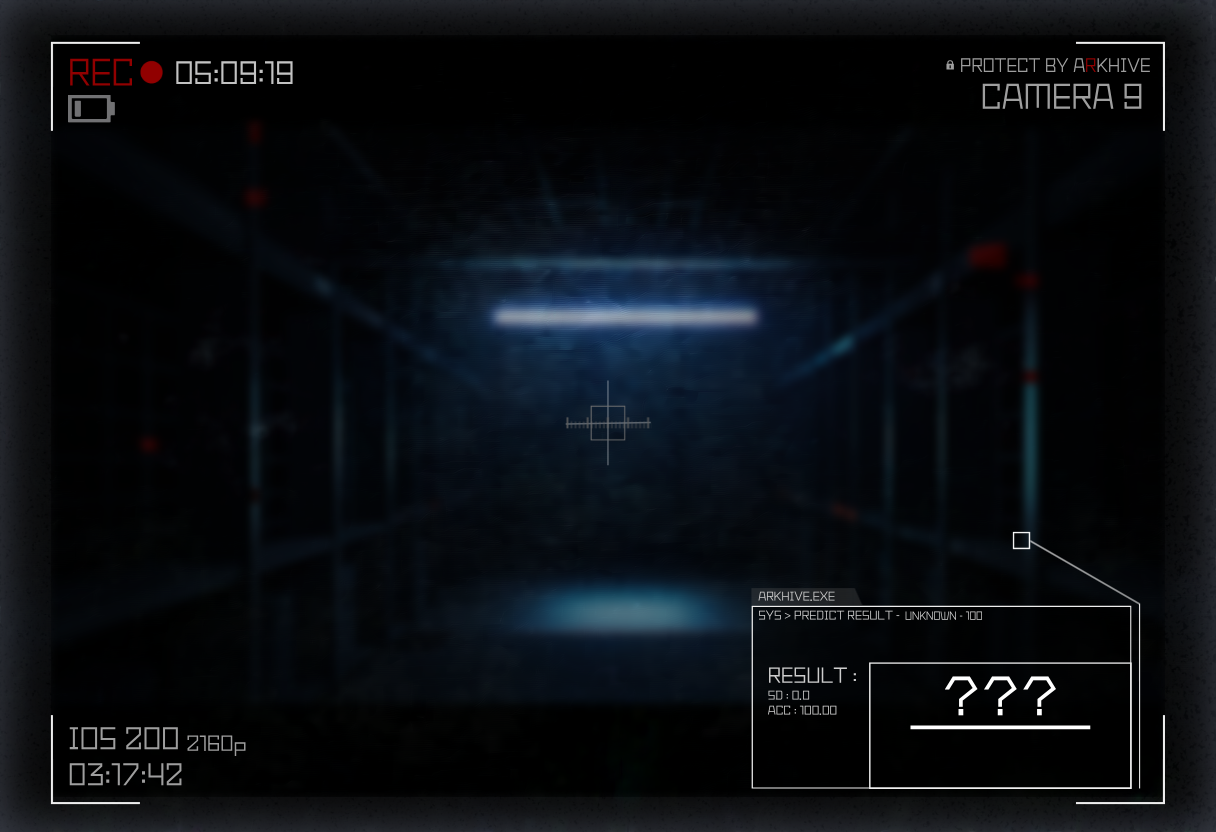 REC 05:09:19
PROTECT BY ARKHIVE
CAMERA 9
ARKHIVE.EXE
SYS > PREDICT RESULT - UNKNOWN - 100
RESULT :
SD : 0.0
ACC : 100.00
???
IOS 200 2160p
03:17:42